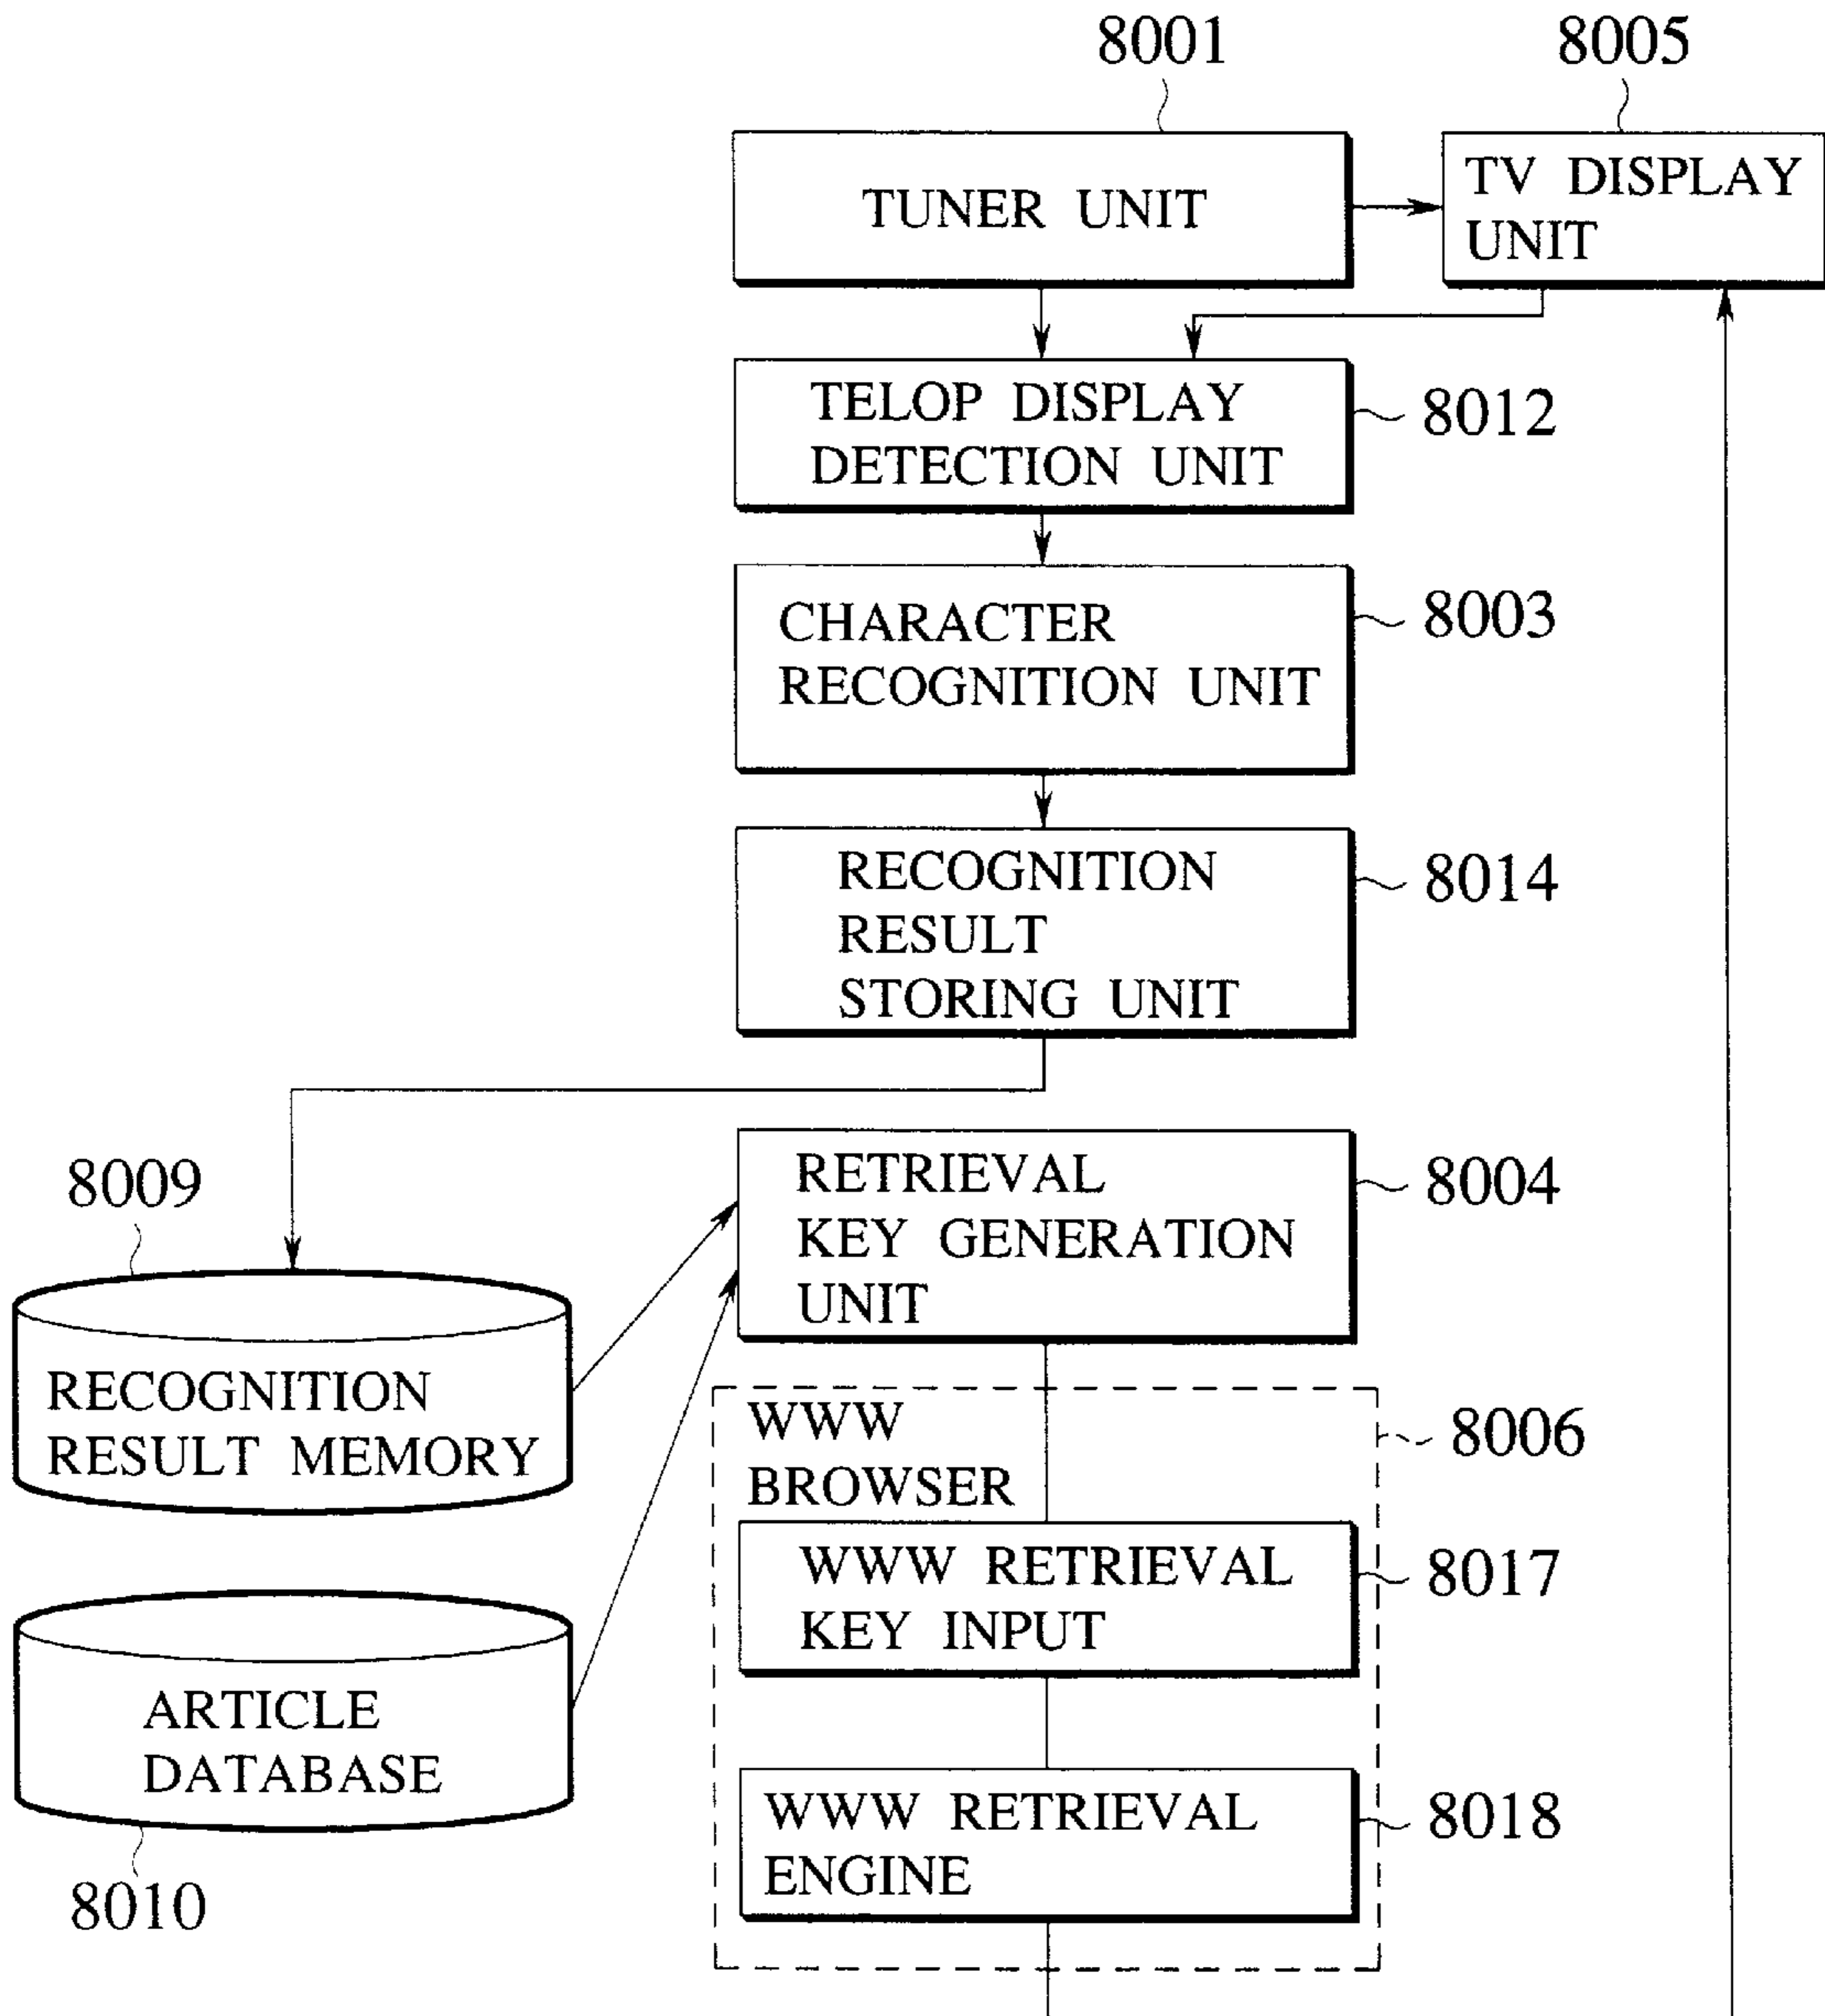 8001
8005
TUNER UNIT
TV DISPLAY
UNIT
TELOP DISPLAY
DETECTION UNIT
8012
CHARACTER
RECOGNITION UNIT
8003
RECOGNITION
RESULT
STORING UNIT
8014
8009
RETRIEVAL
KEY GENERATION
UNIT
8004
RECOGNITION
RESULT MEMORY
WWW
BROWSER
8006
WWW RETRIEVAL
KEY INPUT
8017
ARTICLE
DATABASE
8010
WWW RETRIEVAL
ENGINE
8018